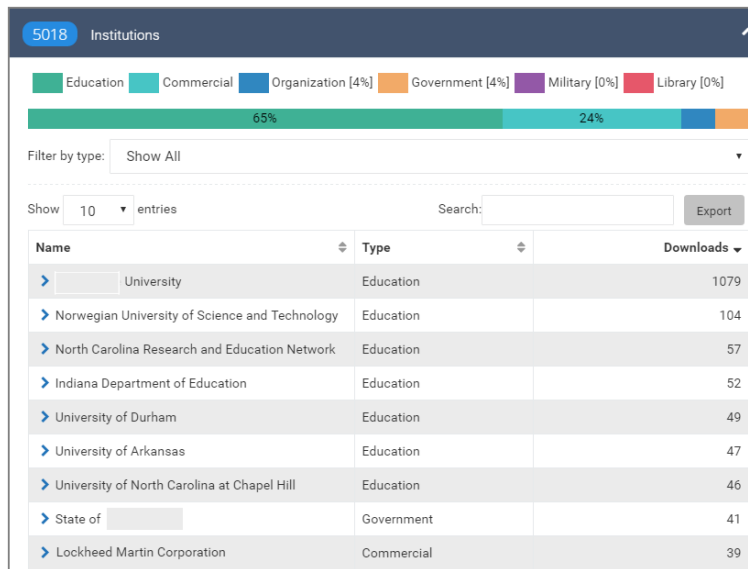 5018 Institutions
Education Commercial Organization [4%] Government [4%] Military [0%] Library [0%]
65% 24%
Filter by type: Show All
Show 10 entries Search: Export
Name Type Downloads
University Education 1079
Norwegian University of Science and Technology Education 104
North Carolina Research and Education Network Education 57
Indiana Department of Education Education 52
University of Durham Education 49
University of Arkansas Education 47
University of North Carolina at Chapel Hill Education 46
State of Government 41
Lockheed Martin Corporation Commercial 39